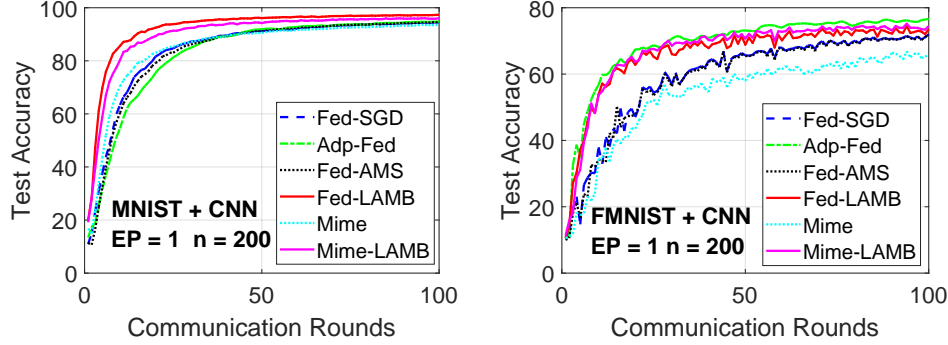 100
80
60
40
20
0
0
50
100
Test Accuracy
Communication Rounds
MNIST + CNN
EP = 1 n = 200
Fed-SGD
Adp-Fed
Fed-AMS
Fed-LAMB
Mime
Mime-LAMB
80
60
40
20
0
0
50
100
Test Accuracy
Communication Rounds
FMNIST + CNN
EP = 1 n = 200
Fed-SGD
Adp-Fed
Fed-AMS
Fed-LAMB
Mime
Mime-LAMB